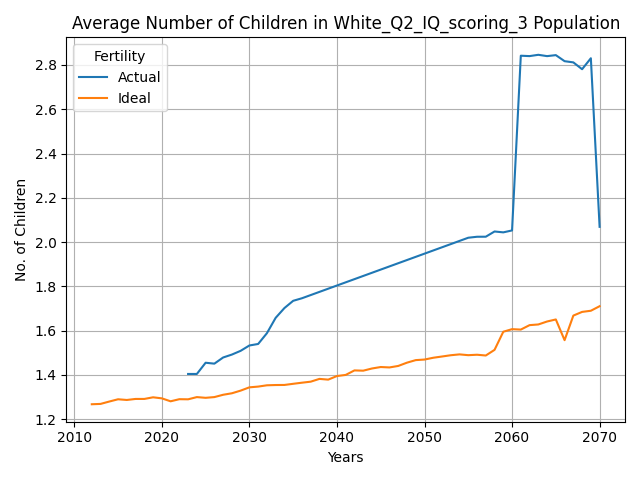 Average Number of Children in White_Q2_IQ_scoring_3 Population
Fertility
Actual
Ideal
No. of Children
2.8
2.6
2.4
2.2
2.0
1.8
1.6
1.4
1.2
2010 2020 2030 2040 2050 2060 2070
Years